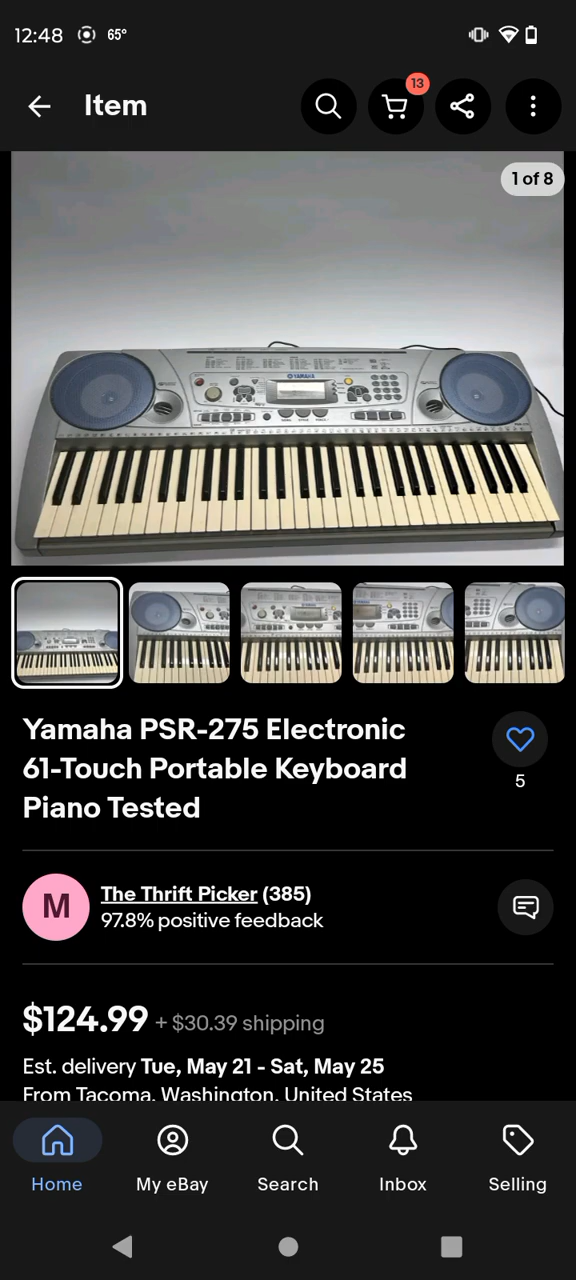 12:48
65°
Item
13
1 of 8
YAMAHA
Yamaha PSR-275 Electronic
61-Touch Portable Keyboard
Piano Tested
5
M
The Thrift Picker (385)
97.8% positive feedback
$124.99 + $30.39 shipping
Est. delivery Tue, May 21 - Sat, May 25
From Tacoma, Washington, United States
Home
My eBay
Search
Inbox
Selling